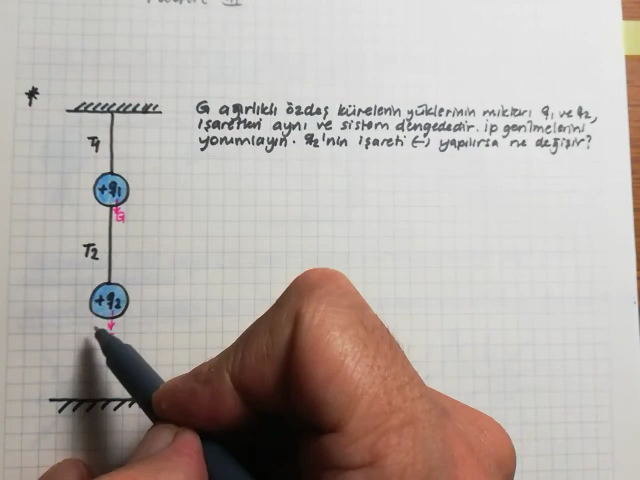 *
G ağırlıklı özdeş kürelerin yüklerinin miktarı q₁ ve q₂,
işaretleri aynı ve sistem dengededir. ip gerilmelerini
yorumlayın. q₂'nin işareti (-) yapılırsa ne değişir?
T₁
+q₁
G
T₂
+q₂